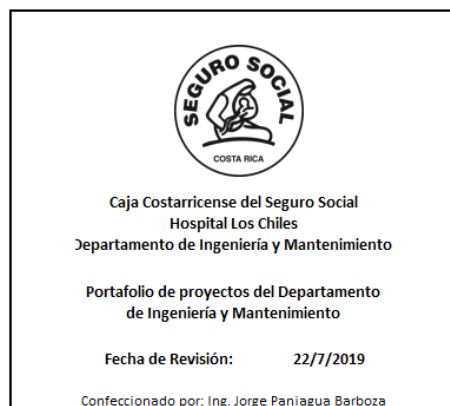 SEGURO SOCIAL
COSTA RICA
Caja Costarricense del Seguro Social
Hospital Los Chiles
Departamento de Ingeniería y Mantenimiento
Portafolio de proyectos del Departamento
de Ingeniería y Mantenimiento
Fecha de Revisión: 22/7/2019
Confeccionado por: Ing. Jorge Paniagua Barboza